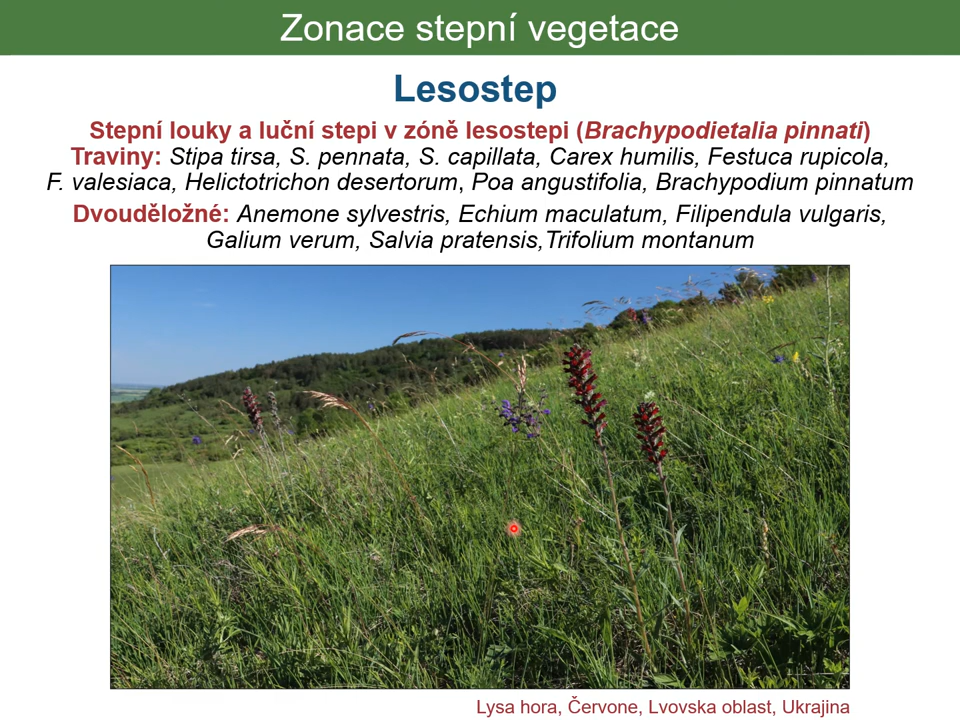 Zonace stepní vegetace
Lesostep
Stepní louky a luční stepi v zóně lesostepi (Brachypodietalia pinnati)
Traviny: Stipa tirsa, S. pennata, S. capillata, Carex humilis, Festuca rupicola,
F. valesiaca, Helictotrichon desertorum, Poa angustifolia, Brachypodium pinnatum
Dvouděložné: Anemone sylvestris, Echium maculatum, Filipendula vulgaris,
Galium verum, Salvia pratensis,Trifolium montanum
Lysa hora, Červone, Lvovska oblast, Ukrajina